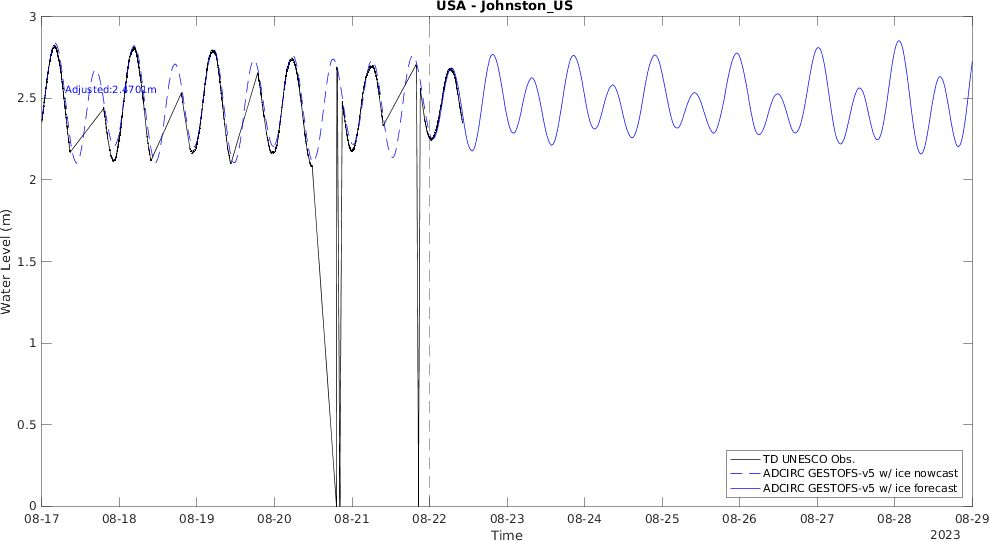 USA - Johnston_US
3
2.5
2
1.5
1
0.5
0
Water Level (m)
Adjusted:2.4701m
TD UNESCO Obs.
ADCIRC GESTOFS-v5 w/ ice nowcast
ADCIRC GESTOFS-v5 w/ ice forecast
08-17 08-18 08-19 08-20 08-21 08-22 08-23 08-24 08-25 08-26 08-27 08-28 08-29
Time
2023